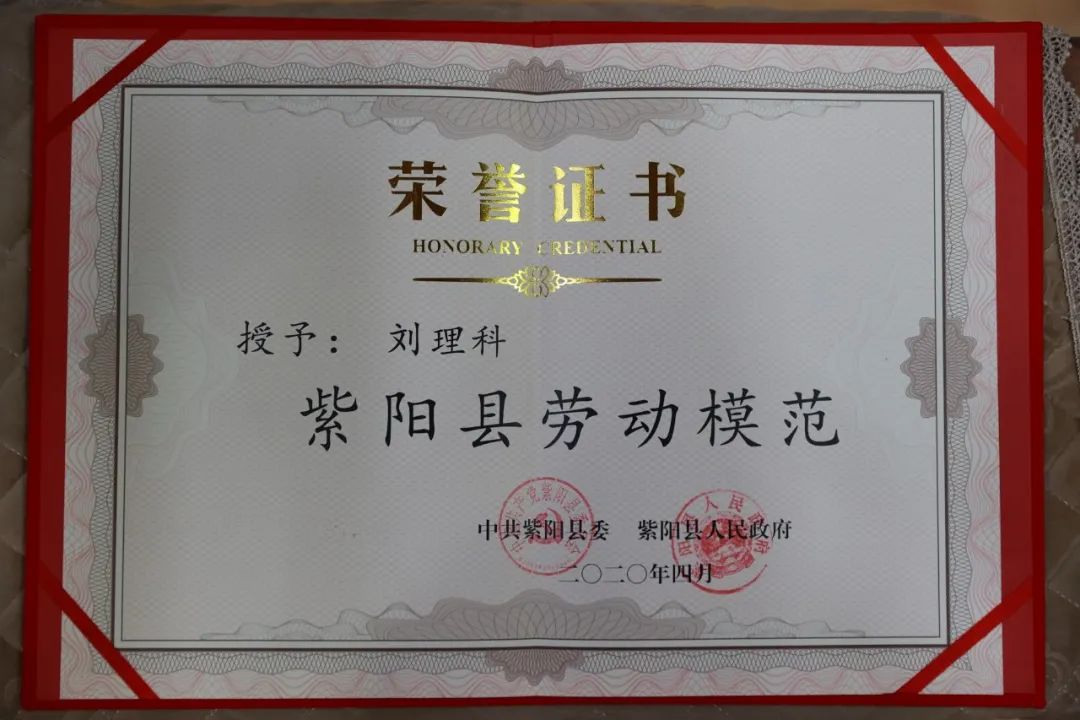 荣誉证书
HONORARY CREDENTIAL
授予： 刘理科
紫阳县劳动模范
中共紫阳县委 紫阳县人民政府
二〇二〇年四月